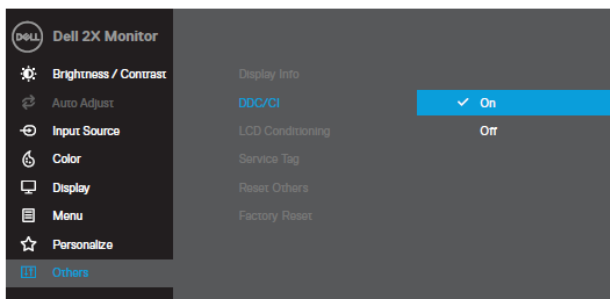 DELL Dell 2X Monitor
Brightness / Contrast Display Info
Auto Adjust DDC/CI On
Input Source LCD Conditioning Off
Color Service Tag
Display Reset Others
Menu Factory Reset
Personalize
Others